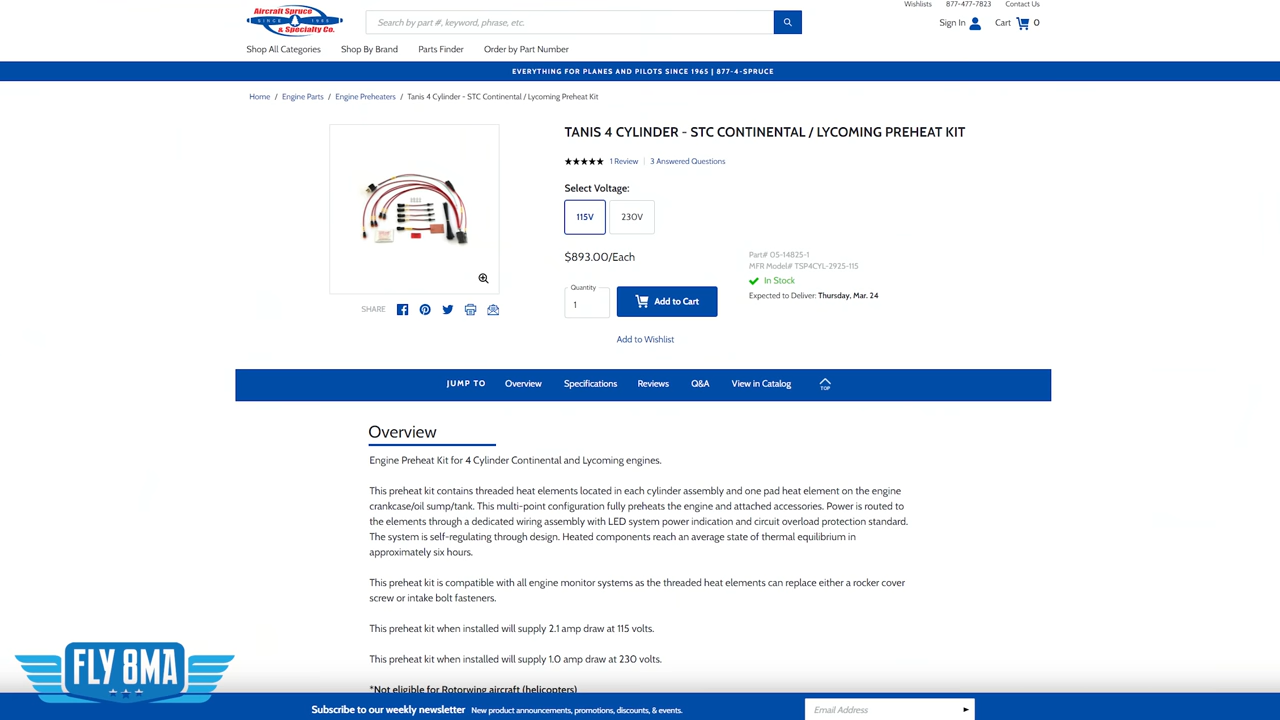 Wishlists 877-477-7823 Contact Us
Aircraft Spruce
SINCE 1965
& Specialty Co.
Search by part #, keyword, phrase, etc.
Sign In Cart 0
Shop All Categories Shop By Brand Parts Finder Order by Part Number
EVERYTHING FOR PLANES AND PILOTS SINCE 1965 | 877-4-SPRUCE
Home / Engine Parts / Engine Preheaters / Tanis 4 Cylinder - STC Continental / Lycoming Preheat Kit
TANIS 4 CYLINDER - STC CONTINENTAL / LYCOMING PREHEAT KIT
★★★★★ 1 Review | 3 Answered Questions
Select Voltage:
115V 230V
$893.00/Each
Part# 05-14825-1
MFR Model# TSP4CYL-2925-115
In Stock
Expected to Deliver: Thursday, Mar. 24
Quantity
1
Add to Cart
Add to Wishlist
SHARE
JUMP TO Overview Specifications Reviews Q&A View in Catalog TOP
Overview
Engine Preheat Kit for 4 Cylinder Continental and Lycoming engines.
This preheat kit contains threaded heat elements located in each cylinder assembly and one pad heat element on the engine
crankcase/oil sump/tank. This multi-point configuration fully preheats the engine and attached accessories. Power is routed to
the elements through a dedicated wiring assembly with LED system power indication and circuit overload protection standard.
The system is self-regulating through design. Heated components reach an average state of thermal equilibrium in
approximately six hours.
This preheat kit is compatible with all engine monitor systems as the threaded heat elements can replace either a rocker cover
screw or intake bolt fasteners.
This preheat kit when installed will supply 2.1 amp draw at 115 volts.
This preheat kit when installed will supply 1.0 amp draw at 230 volts.
*Not eligible for Rotorwing aircraft (helicopters)
FLY 8MA
Subscribe to our weekly newsletter New product announcements, promotions, discounts, & events.
Email Address